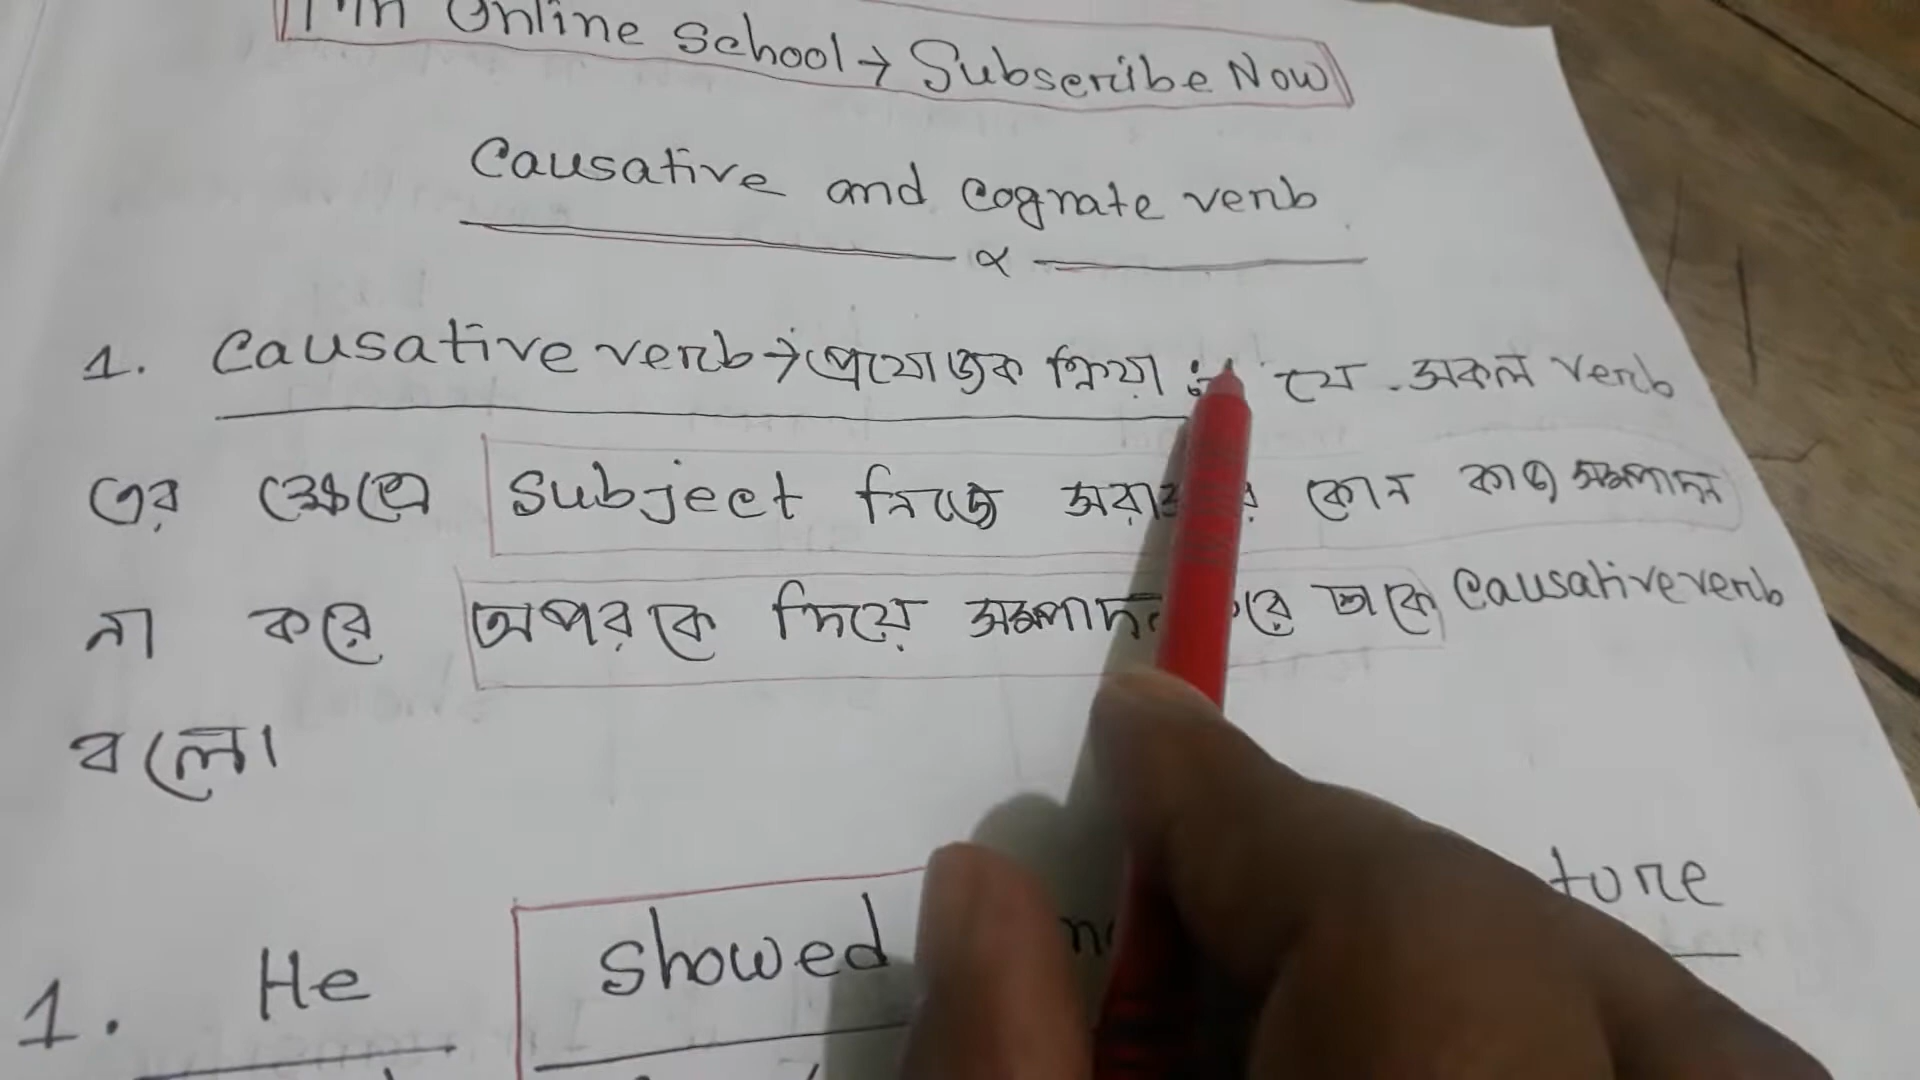 Online School → Subscribe Now
Causative and Cognate verb
1. Causative verb → প্রযোজক ক্রিয়া : যে সকল verb
এর ক্ষেত্রে Subject নিজে কোন কাজ সম্পাদন
না করে অপরকে দিয়ে সম্পাদন করে তাকে Causative verb
বলে।
1. He showed ture